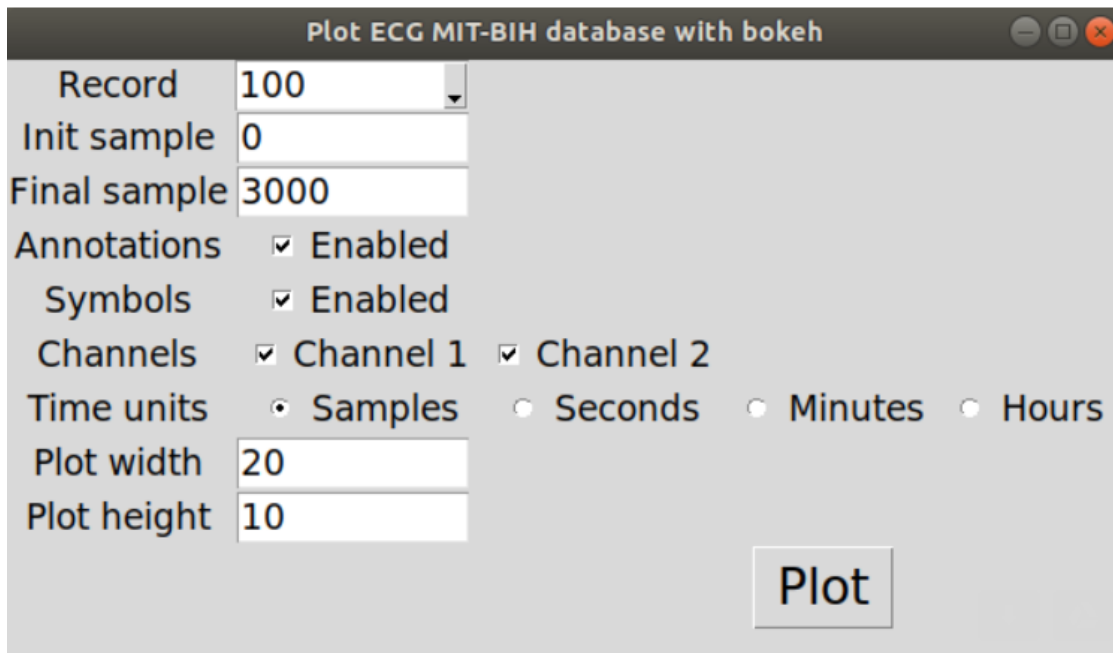 Plot ECG MIT-BIH database with bokeh
Record 100
Init sample 0
Final sample 3000
Annotations Enabled
Symbols Enabled
Channels Channel 1 Channel 2
Time units Samples Seconds Minutes Hours
Plot width 20
Plot height 10
Plot